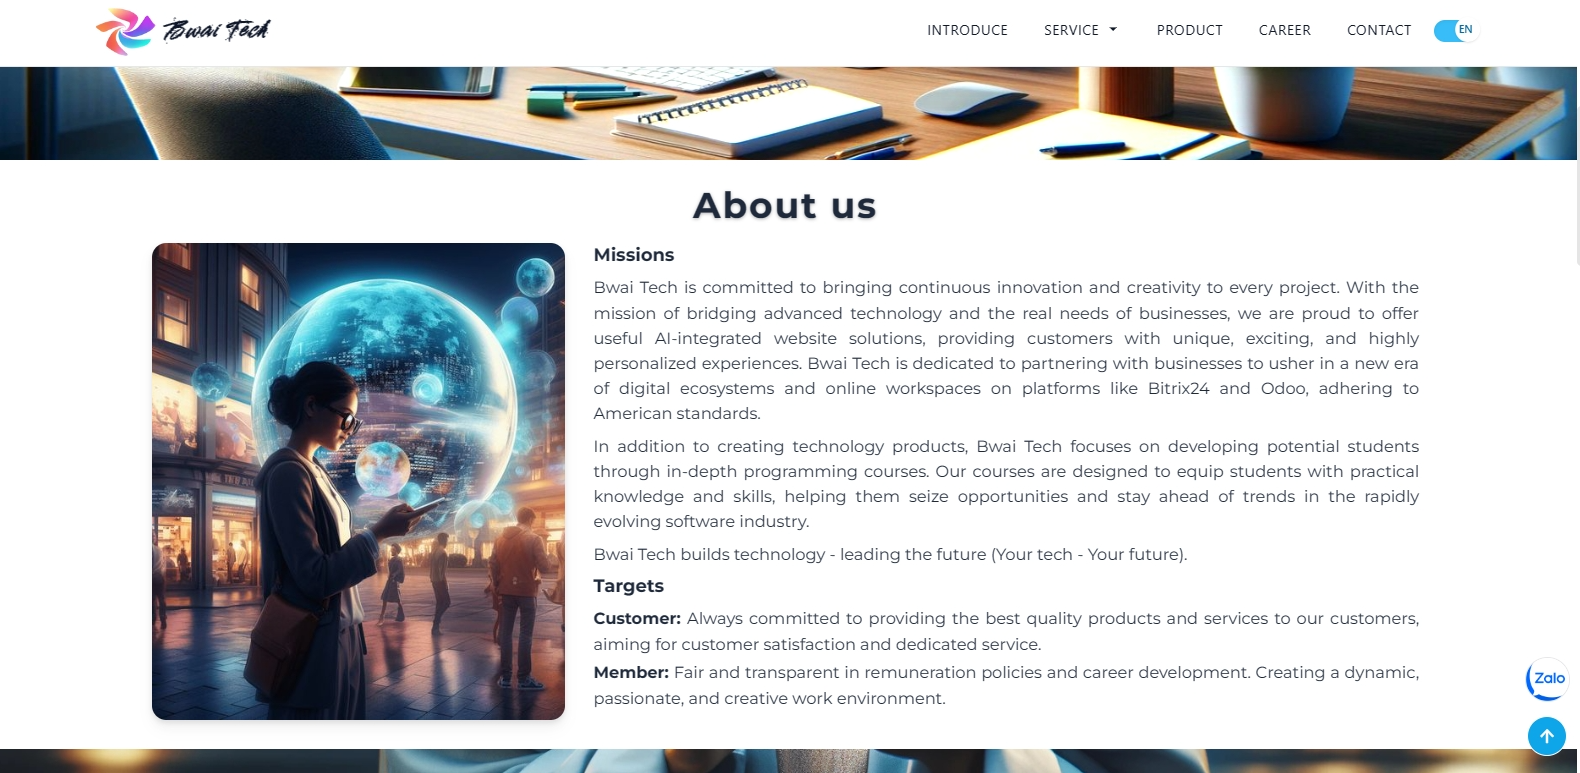 Bwai Tech
INTRODUCE
SERVICE
PRODUCT
CAREER
CONTACT
EN
About us
Missions
Bwai Tech is committed to bringing continuous innovation and creativity to every project. With the
mission of bridging advanced technology and the real needs of businesses, we are proud to offer
useful AI-integrated website solutions, providing customers with unique, exciting, and highly
personalized experiences. Bwai Tech is dedicated to partnering with businesses to usher in a new era
of digital ecosystems and online workspaces on platforms like Bitrix24 and Odoo, adhering to
American standards.
In addition to creating technology products, Bwai Tech focuses on developing potential students
through in-depth programming courses. Our courses are designed to equip students with practical
knowledge and skills, helping them seize opportunities and stay ahead of trends in the rapidly
evolving software industry.
Bwai Tech builds technology - leading the future (Your tech - Your future).
Targets
Customer: Always committed to providing the best quality products and services to our customers,
aiming for customer satisfaction and dedicated service.
Member: Fair and transparent in remuneration policies and career development. Creating a dynamic,
passionate, and creative work environment.
Zalo